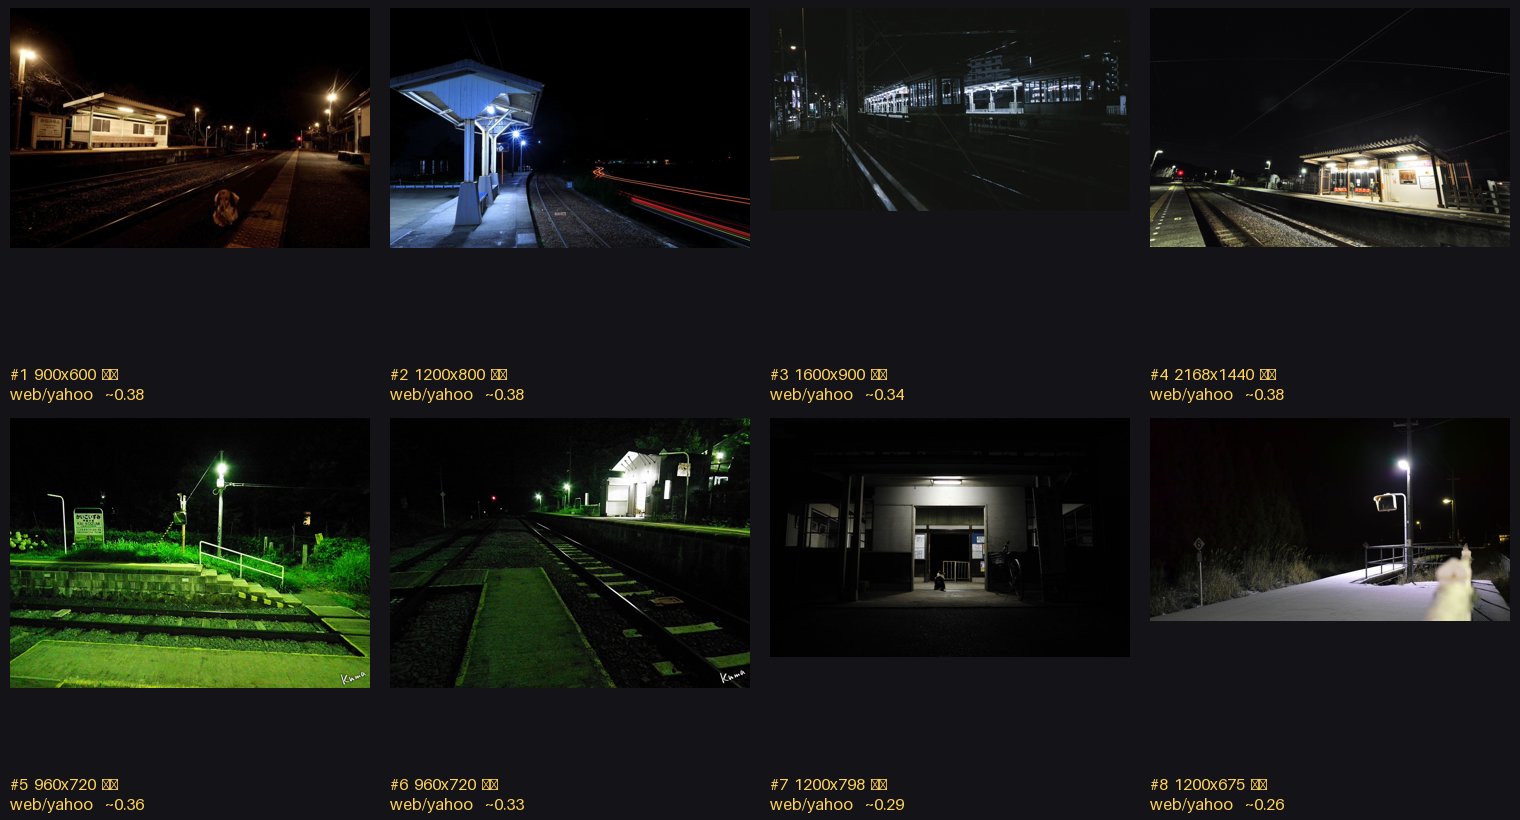 #1 900x600
web/yahoo ~0.38
#2 1200x800
web/yahoo ~0.38
#3 1600x900
web/yahoo ~0.34
#4 2168x1440
web/yahoo ~0.38
Kuma
Kuma
#5 960x720
web/yahoo ~0.36
#6 960x720
web/yahoo ~0.33
#7 1200x798
web/yahoo ~0.29
#8 1200x675
web/yahoo ~0.26